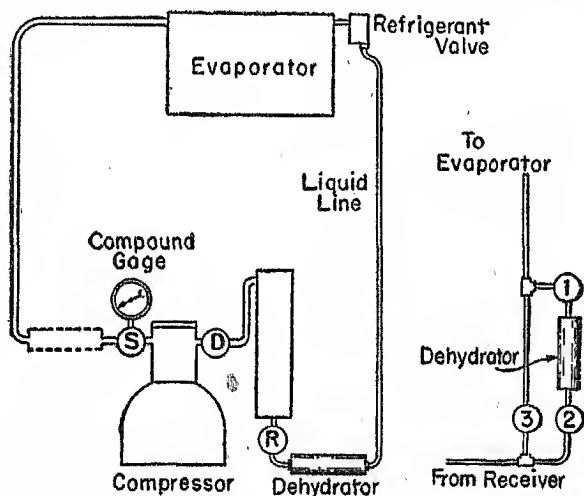 Refrigerant
Valve
Evaporator
To
Evaporator
Liquid
Line
Compound
Gage
1
S
D
Dehydrator
3
2
R
Compressor
Dehydrator
From Receiver